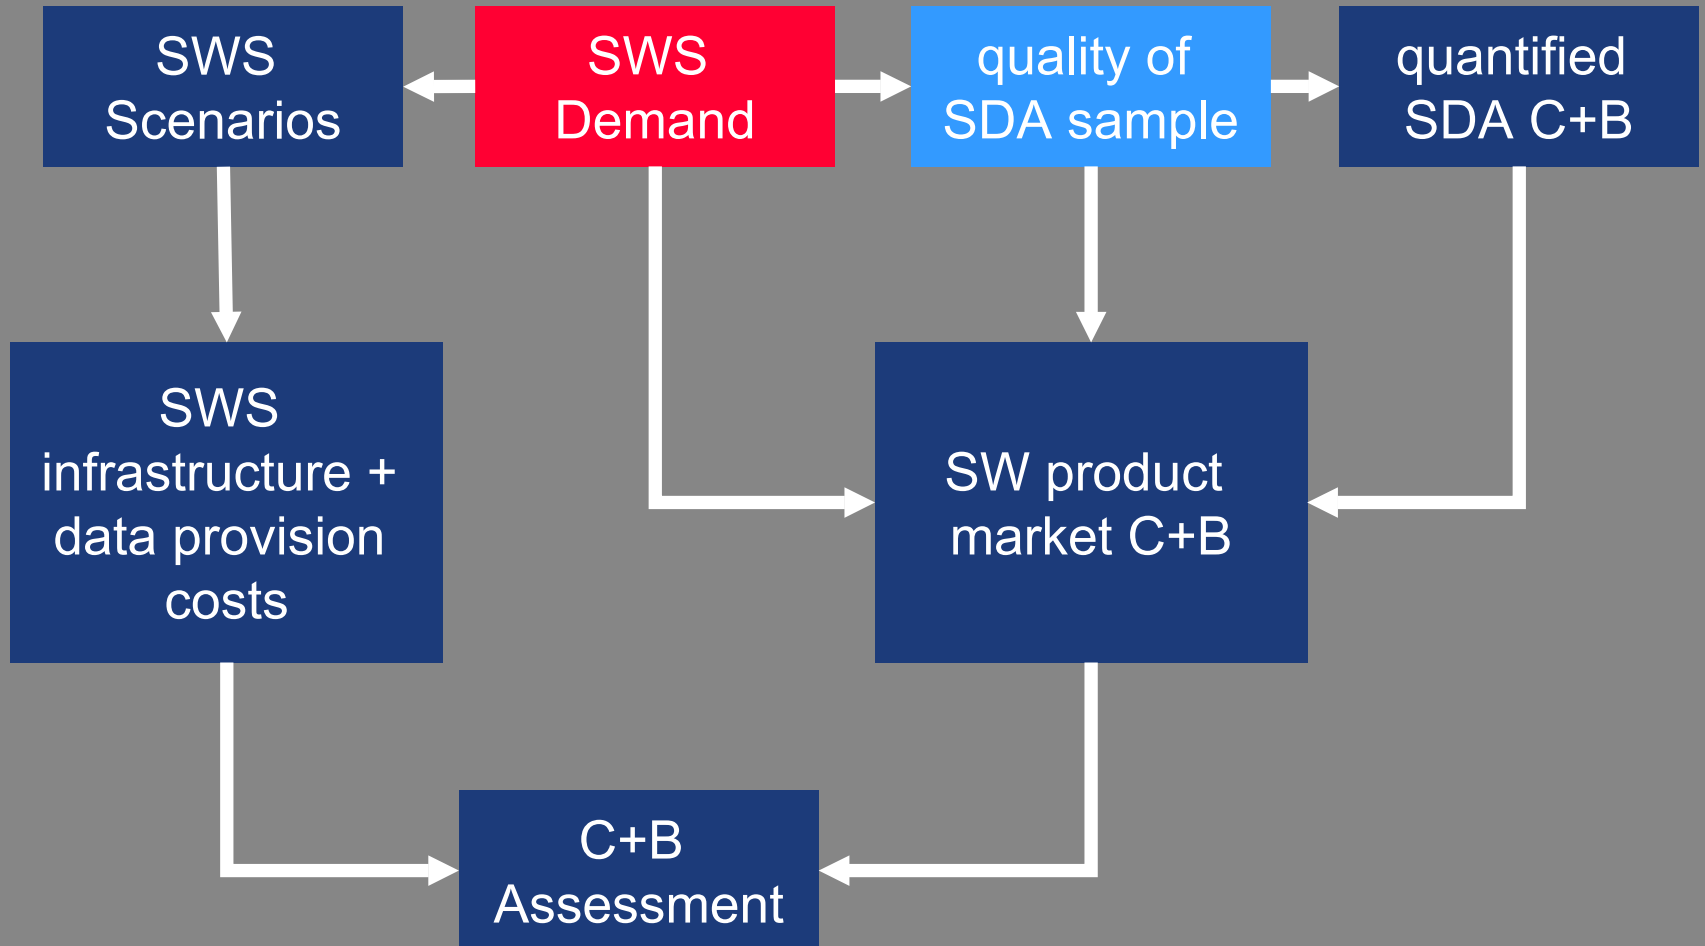 SWS
Scenarios
SWS
Demand
quality of
SDA sample
quantified
SDA C+B
SWS
infrastructure +
data provision
costs
SW product
market C+B
C+B
Assessment